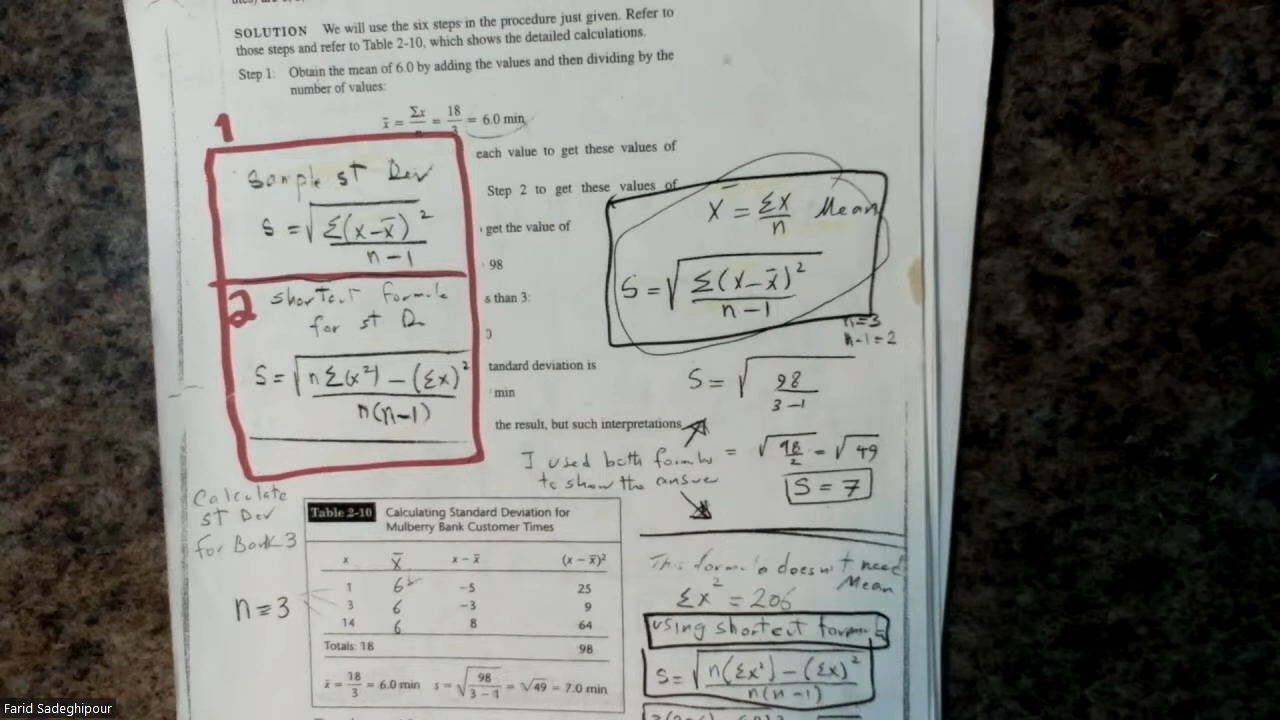 SOLUTION We will use the six steps in the procedure just given. Refer to
those steps and refer to Table 2-10, which shows the detailed calculations.
Step 1: Obtain the mean of 6.0 by adding the values and then dividing by the
number of values:
x̄ = Σx/n = 18/3 = 6.0 min
each value to get these values of
Step 2 to get these values of
get the value of
98
s than 3:
tandard deviation is
min
the result, but such interpretations
1
Sample st Dev
S = √(Σ(x-x̄)²/(n-1))
2
shortcut formula
for st D
S = √((nΣ(x²) - (Σx)²)/(n(n-1)))
x̄ = Σx/n Mean
S = √(Σ(x-x̄)²/(n-1))
n=3
n-1=2
S = √(98/(3-1))
= √(98/2) = √49
S = 7
I used both formula
to show the answer
Calculate
ST Dev
for Bank 3
n=3
Table 2-10 Calculating Standard Deviation for
Mulberry Bank Customer Times
x x̄ x - x̄ (x - x̄)²
1 6 -5 25
3 6 -3 9
14 6 8 64
Totals: 18 98
x̄ = 18/3 = 6.0 min s = √(98/(3-1)) = √49 = 7.0 min
This formula doesn't need
Mean
Σx² = 206
using shortcut formula
S = √((n(Σx²) - (Σx)²)/(n(n-1)))
Farid Sadeghipour